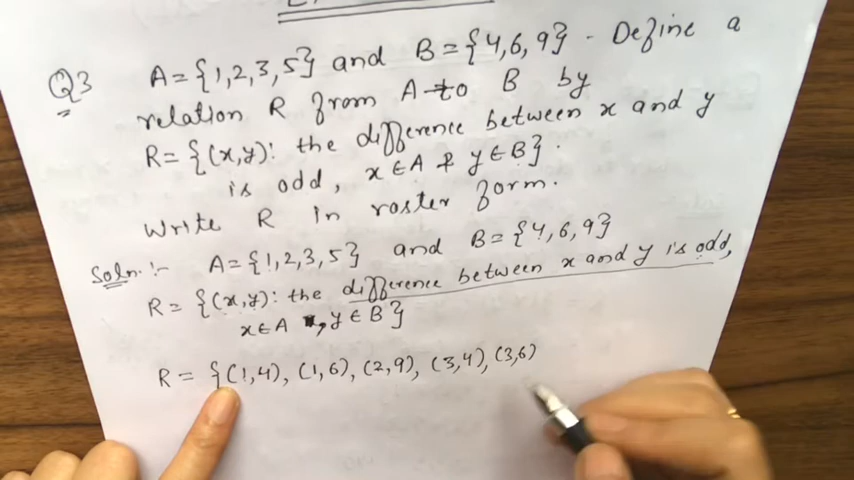 Q3 A = {1,2,3,5} and B = {4,6,9} - Define a
relation R from A to B by
R = {(x,y): the difference between x and y
is odd, x ∈ A & y ∈ B}.
Write R in roster form.
Soln :- A = {1,2,3,5} and B = {4,6,9}
R = {(x,y): the difference between x and y is odd,
x ∈ A , y ∈ B}
R = {(1,4), (1,6), (2,9), (3,4), (3,6)